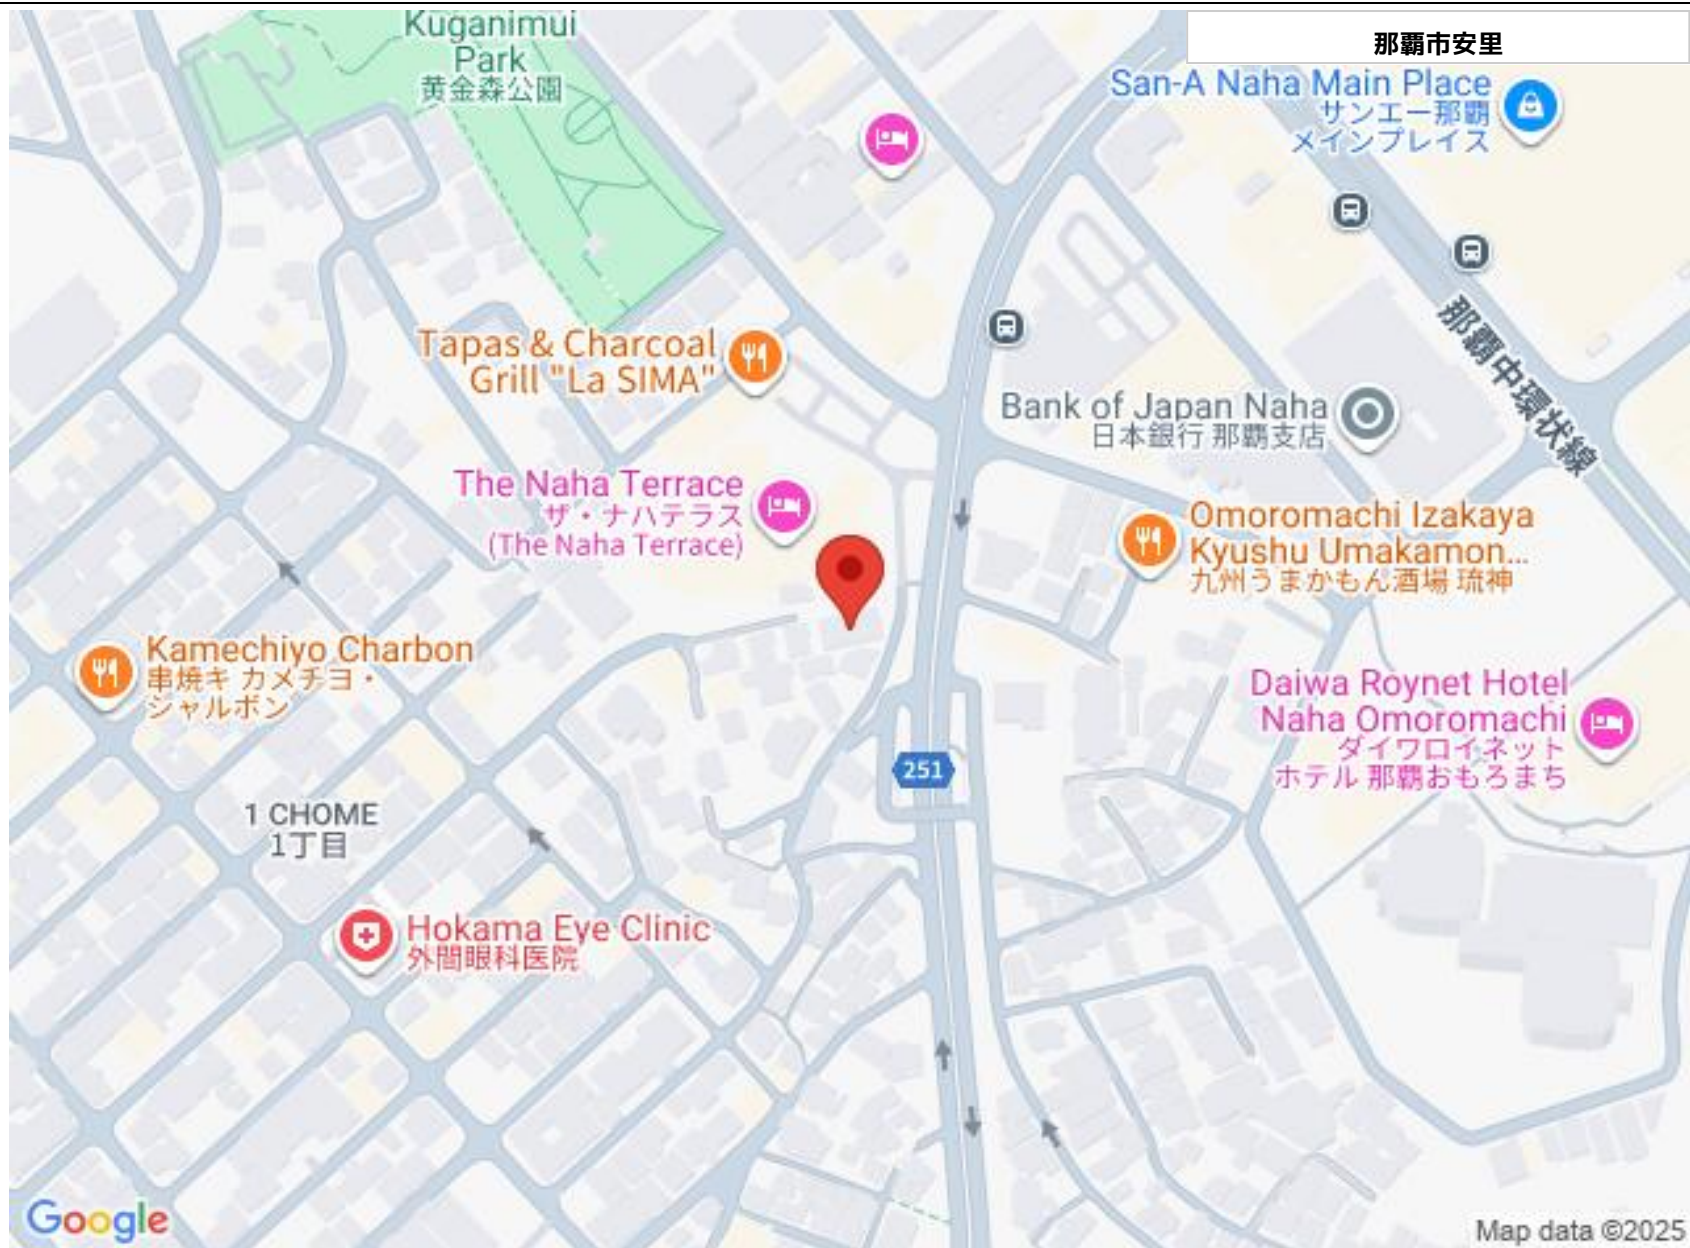 那覇市安里
Kuganimui
Park
黄金森公園
San-A Naha Main Place
サンエー那覇
メインプレイス
那覇中環状線
Tapas & Charcoal
Grill "La SIMA"
Bank of Japan Naha
日本銀行 那覇支店
The Naha Terrace
ザ・ナハテラス
(The Naha Terrace)
Omoromachi Izakaya
Kyushu Umakamon...
九州うまかもん酒場 琉神
Kamechiyo Charbon
串焼キ カメチヨ・
シャルボン
Daiwa Roynet Hotel
Naha Omoromachi
ダイワロイネット
ホテル 那覇おもろまち
251
1 CHOME
1丁目
Hokama Eye Clinic
外間眼科医院
Google
Map data ©2025